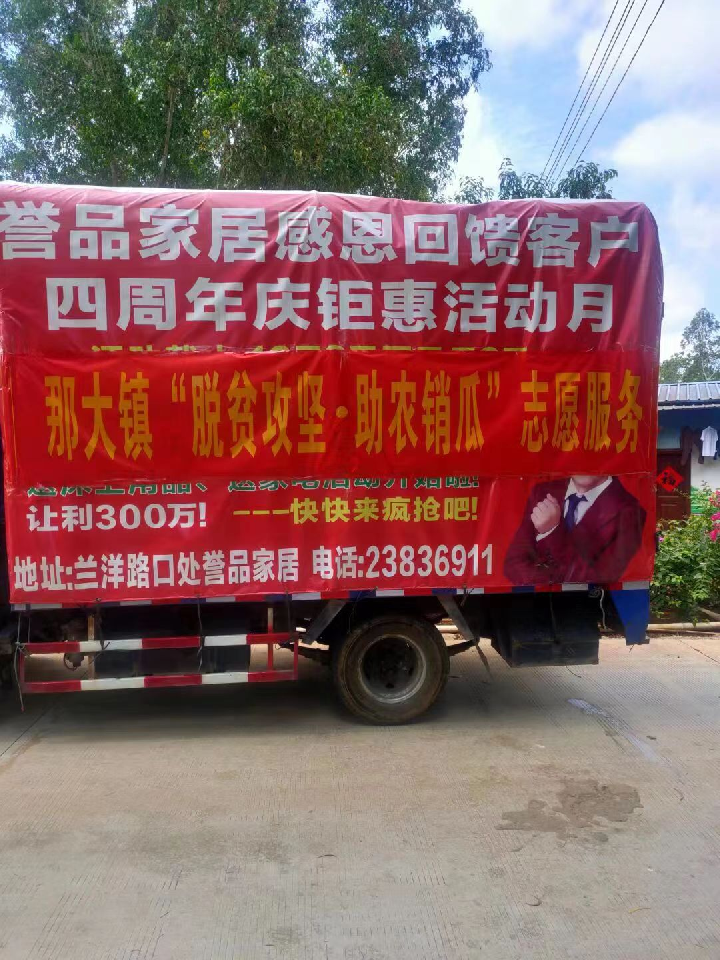 誉品家居感恩回馈客户
四周年庆钜惠活动月
那大镇“脱贫攻坚·助农销瓜”志愿服务
让利300万! ---快快来疯抢吧!
地址:兰洋路口处誉品家居 电话:23836911